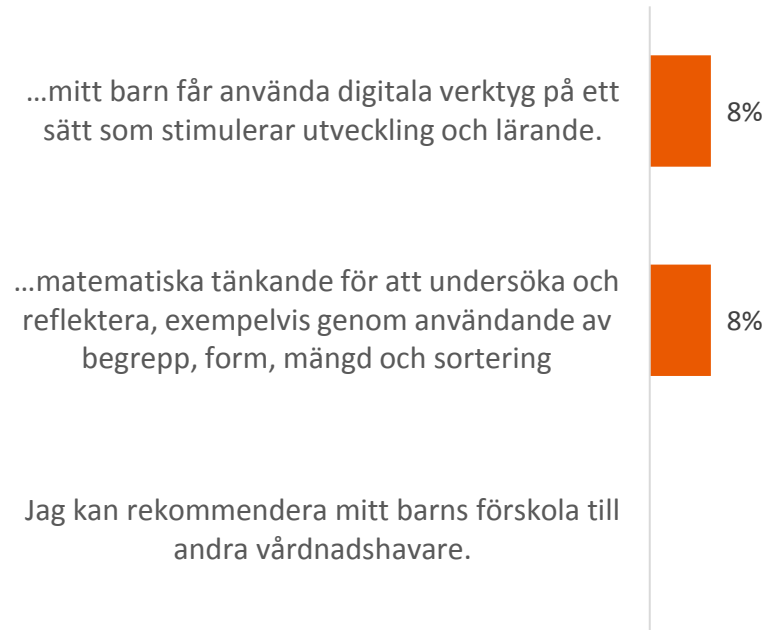 ...mitt barn får använda digitala verktyg på ett
sätt som stimulerar utveckling och lärande.
8%
...matematiska tänkande för att undersöka och
reflektera, exempelvis genom användande av
begrepp, form, mängd och sortering
8%
Jag kan rekommendera mitt barns förskola till
andra vårdnadshavare.